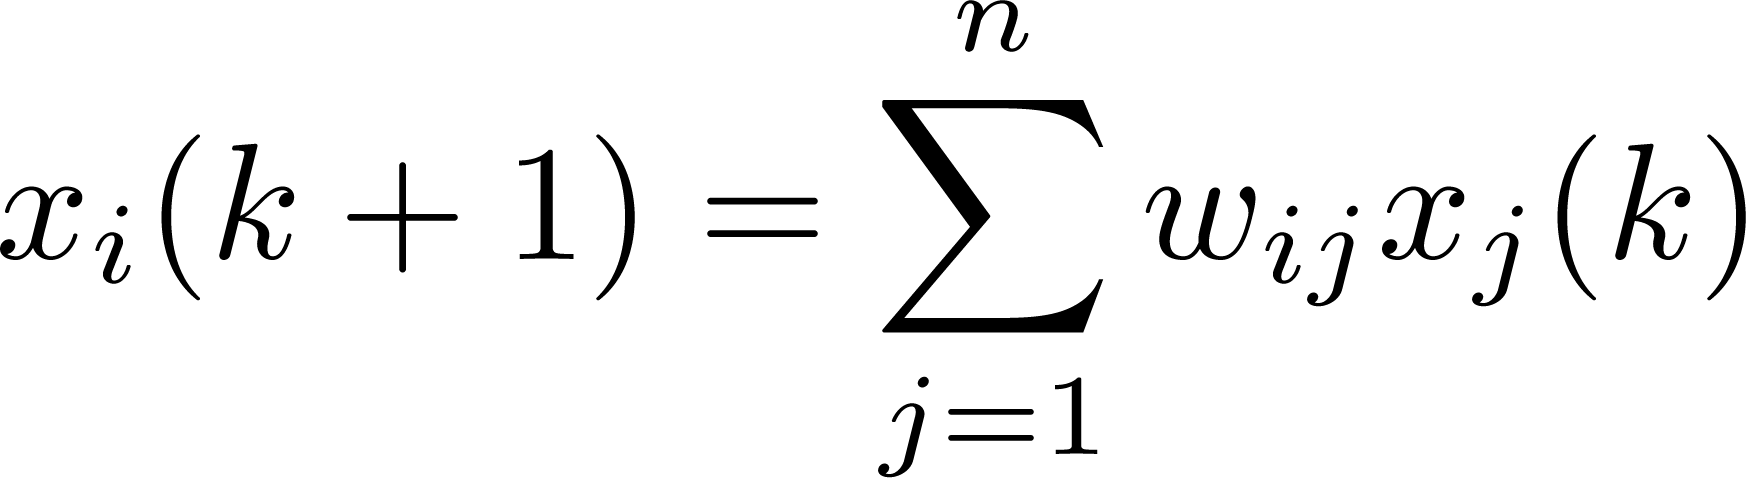 $x_i(k+1) = \sum_{j=1}^{n} w_{ij} x_j(k)$